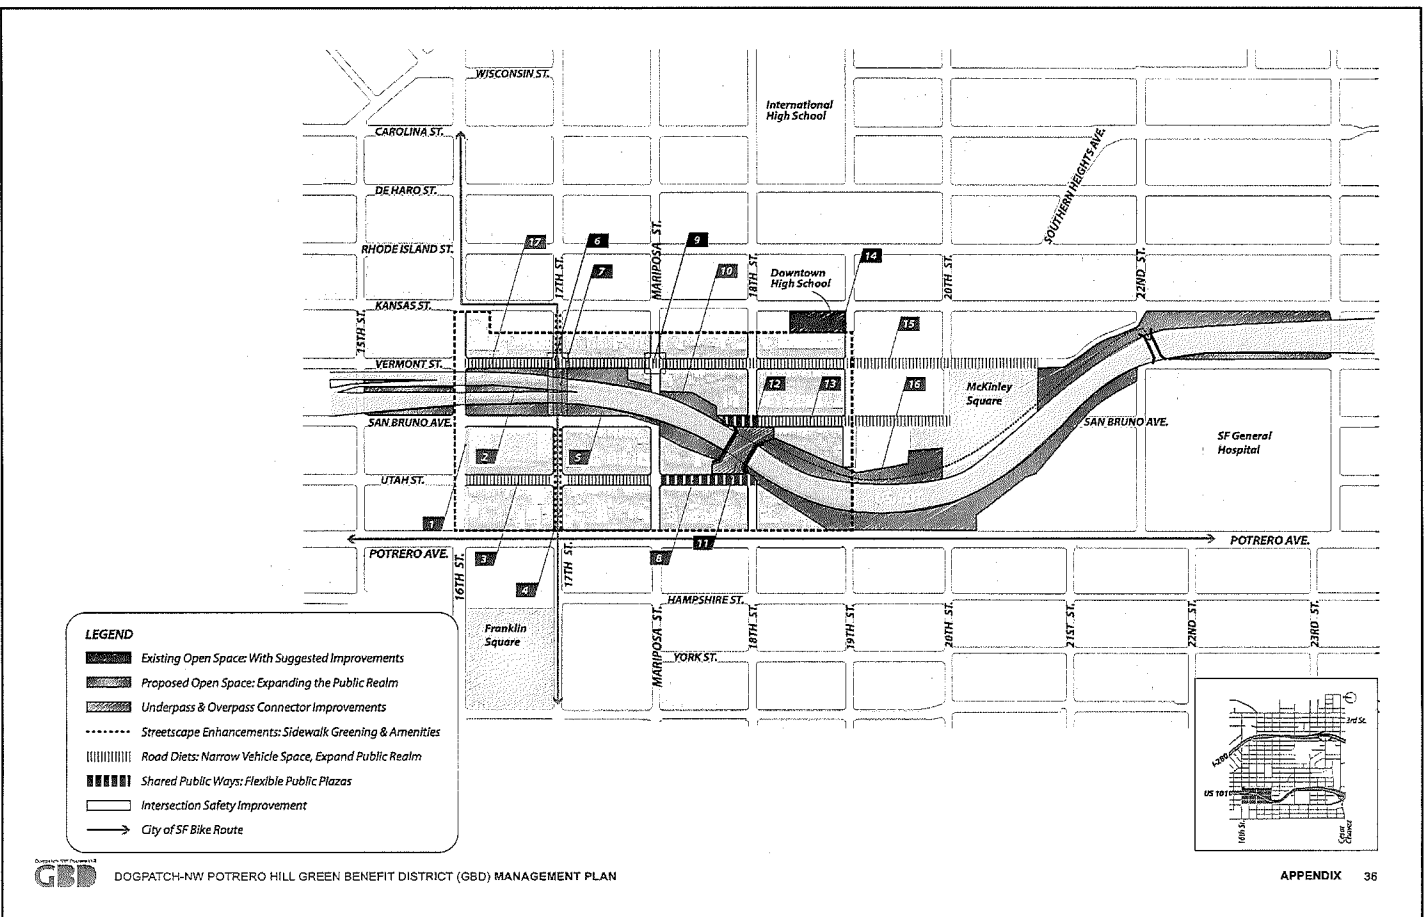 WISCONSIN ST.
International
High School
CAROLINA ST.
SOUTHERN HEIGHTS AVE.
DE HARO ST.
RHODE ISLAND ST.
17
6
9
MARIPOSA ST.
7
10
14
17TH ST.
18TH ST.
Downtown
High School
20TH ST.
22ND ST.
KANSAS ST.
15TH ST.
15
VERMONT ST.
12
13
16
McKinley
Square
SAN BRUNO AVE.
SAN BRUNO AVE.
2
5
SF General
Hospital
UTAH ST.
1
POTRERO AVE.
POTRERO AVE.
3
11
8
4
16TH ST.
17TH ST.
HAMPSHIRE ST.
MARIPOSA ST.
18TH ST.
19TH ST.
20TH ST.
21ST ST.
22ND ST.
23RD ST.
Franklin
Square
YORK ST.
LEGEND
Existing Open Space: With Suggested Improvements
Proposed Open Space: Expanding the Public Realm
Underpass & Overpass Connector Improvements
Streetscape Enhancements: Sidewalk Greening & Amenities
Road Diets: Narrow Vehicle Space, Expand Public Realm
Shared Public Ways: Flexible Public Plazas
Intersection Safety Improvement
City of SF Bike Route
3rd St.
I-280
US 101
16th St.
Cesar
Chavez
GBD
DOGPATCH-NW POTRERO HILL GREEN BENEFIT DISTRICT (GBD) MANAGEMENT PLAN
APPENDIX 36